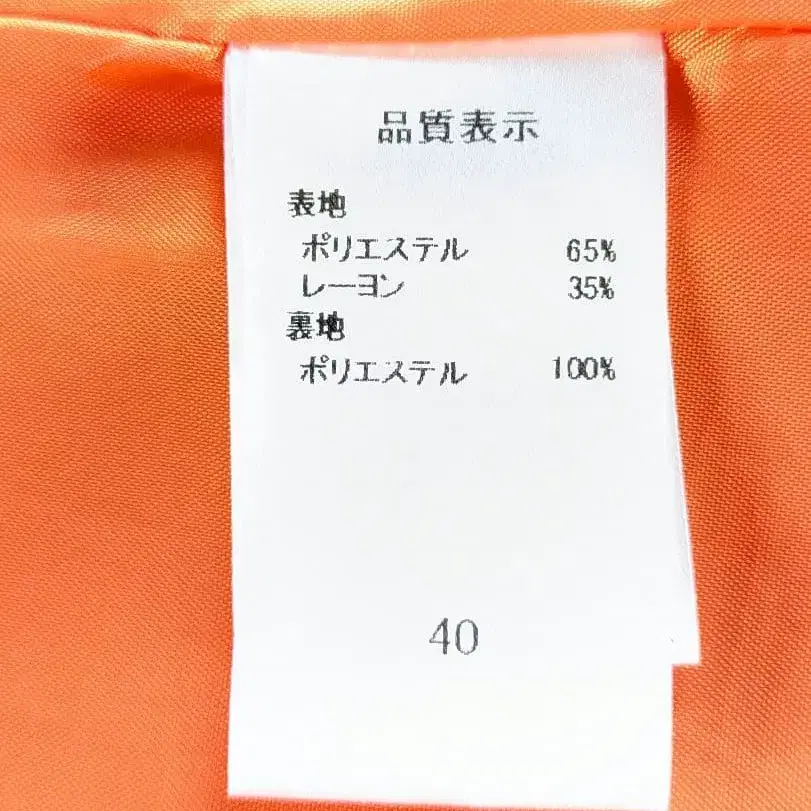 品質表示
表地
ポリエステル 65%
レーヨン 35%
裏地
ポリエステル 100%
40